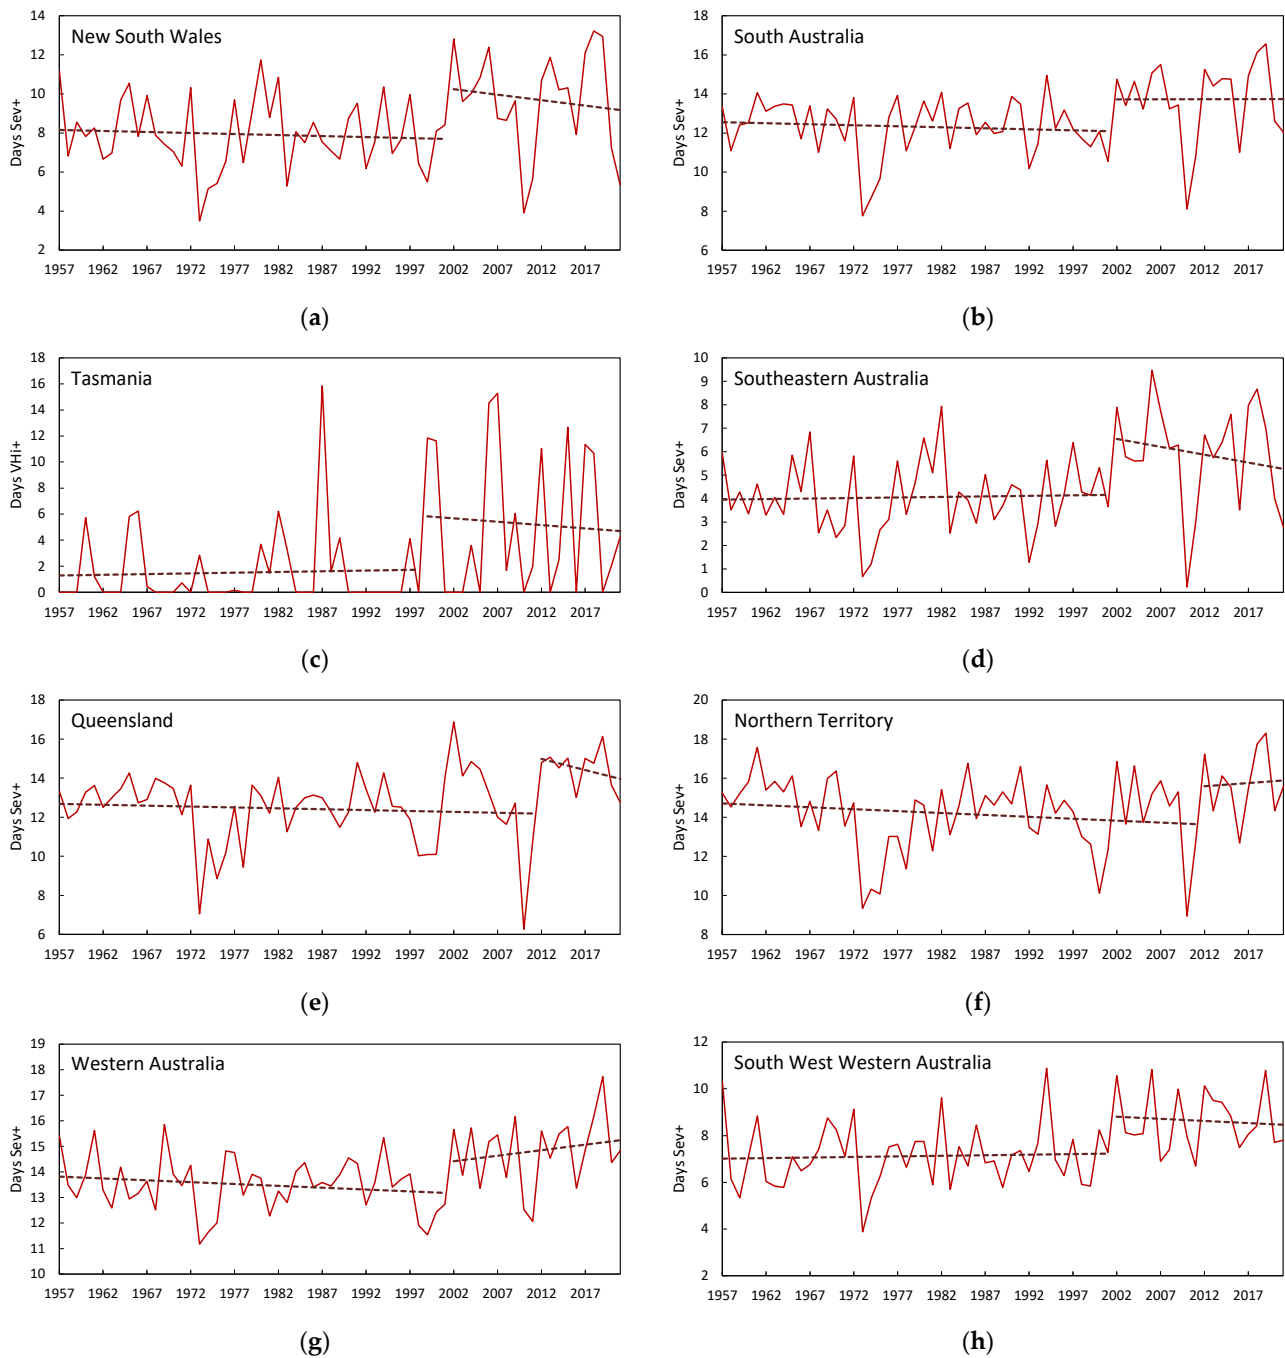 New South Wales
Days Sev+
14
12
10
8
6
4
2
1957 1962 1967 1972 1977 1982 1987 1992 1997 2002 2007 2012 2017
(a)
South Australia
Days Sev+
18
16
14
12
10
8
6
1957 1962 1967 1972 1977 1982 1987 1992 1997 2002 2007 2012 2017
(b)
Tasmania
Days VHi+
18
16
14
12
10
8
6
4
2
0
1957 1962 1967 1972 1977 1982 1987 1992 1997 2002 2007 2012 2017
(c)
Southeastern Australia
Days Sev+
10
9
8
7
6
5
4
3
2
1
0
1957 1962 1967 1972 1977 1982 1987 1992 1997 2002 2007 2012 2017
(d)
Queensland
Days Sev+
18
16
14
12
10
8
6
1957 1962 1967 1972 1977 1982 1987 1992 1997 2002 2007 2012 2017
(e)
Northern Territory
Days Sev+
20
18
16
14
12
10
8
1957 1962 1967 1972 1977 1982 1987 1992 1997 2002 2007 2012 2017
(f)
Western Australia
Days Sev+
19
18
17
16
15
14
13
12
11
10
1957 1962 1967 1972 1977 1982 1987 1992 1997 2002 2007 2012 2017
(g)
South West Western Australia
Days Sev+
12
10
8
6
4
2
1957 1962 1967 1972 1977 1982 1987 1992 1997 2002 2007 2012 2017
(h)